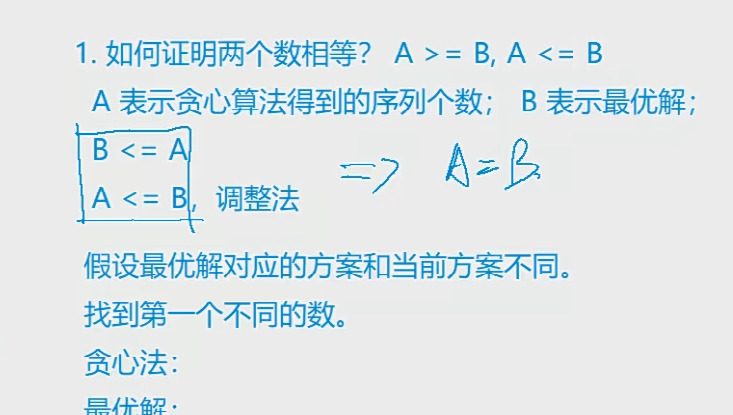 1. 如何证明两个数相等？ A >= B, A <= B
A 表示贪心算法得到的序列个数； B 表示最优解；
B <= A
A <= B，调整法 => A=B
假设最优解对应的方案和当前方案不同。
找到第一个不同的数。
贪心法：
最优解：